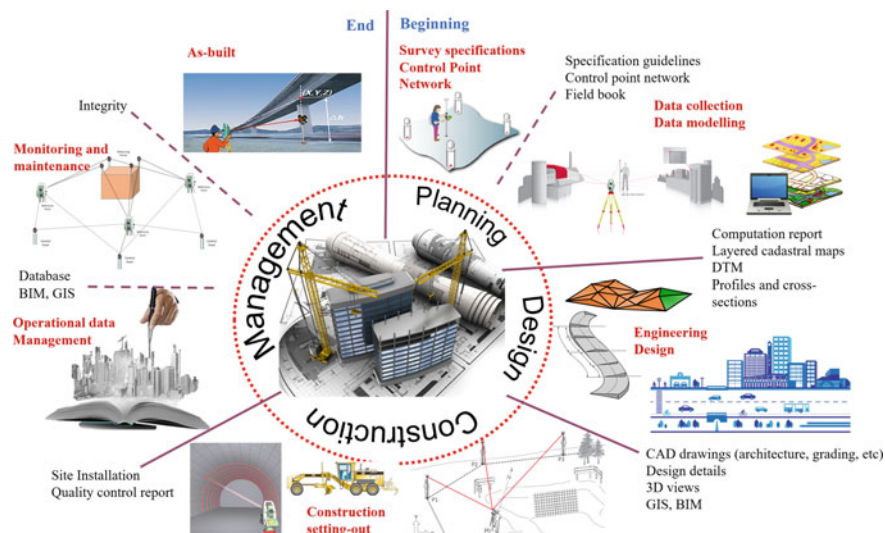 End
Beginning
As-built
Survey specifications
Control Point
Network
Specification guidelines
Control point network
Field book
Data collection
Data modelling
(X,Y,Z)
Integrity
Monitoring and
maintenance
Planning
Management
Design
Construction
Computation report
Layered cadastral maps
DTM
Profiles and cross-
sections
Database
BIM, GIS
Operational data
Management
Engineering
Design
CAD drawings (architecture, grading, etc)
Design details
3D views
GIS, BIM
Site Installation
Quality control report
Construction
setting-out